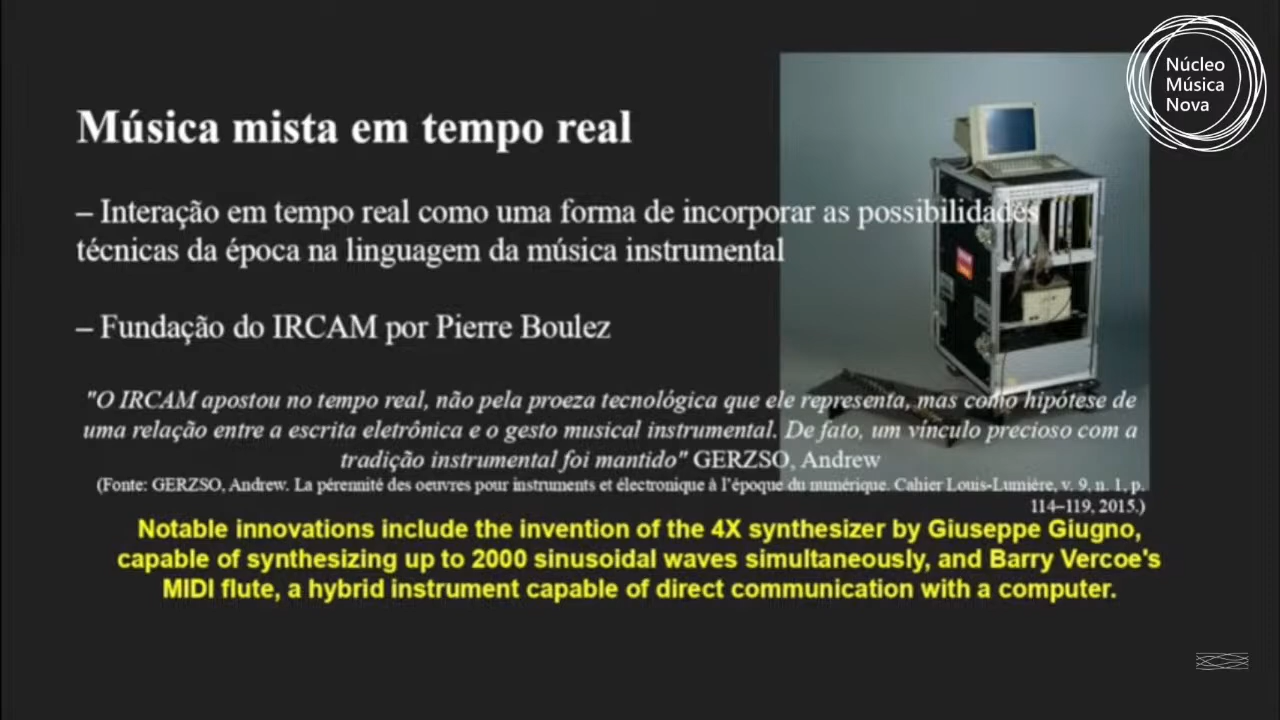 Núcleo
Música
Nova
Música mista em tempo real
– Interação em tempo real como uma forma de incorporar as possibilidades
técnicas da época na linguagem da música instrumental
– Fundação do IRCAM por Pierre Boulez
"O IRCAM apostou no tempo real, não pela proeza tecnológica que ele representa, mas como hipótese de
uma relação entre a escrita eletrônica e o gesto musical instrumental. De fato, um vínculo precioso com a
tradição instrumental foi mantido" GERZSO, Andrew
(Fonte: GERZSO, Andrew. La pérennité des oeuvres pour instruments et électronique à l'époque du numérique. Cahier Louis-Lumière, v. 9, n. 1, p.
114–119, 2015.)
Notable innovations include the invention of the 4X synthesizer by Giuseppe Giugno,
capable of synthesizing up to 2000 sinusoidal waves simultaneously, and Barry Vercoe's
MIDI flute, a hybrid instrument capable of direct communication with a computer.